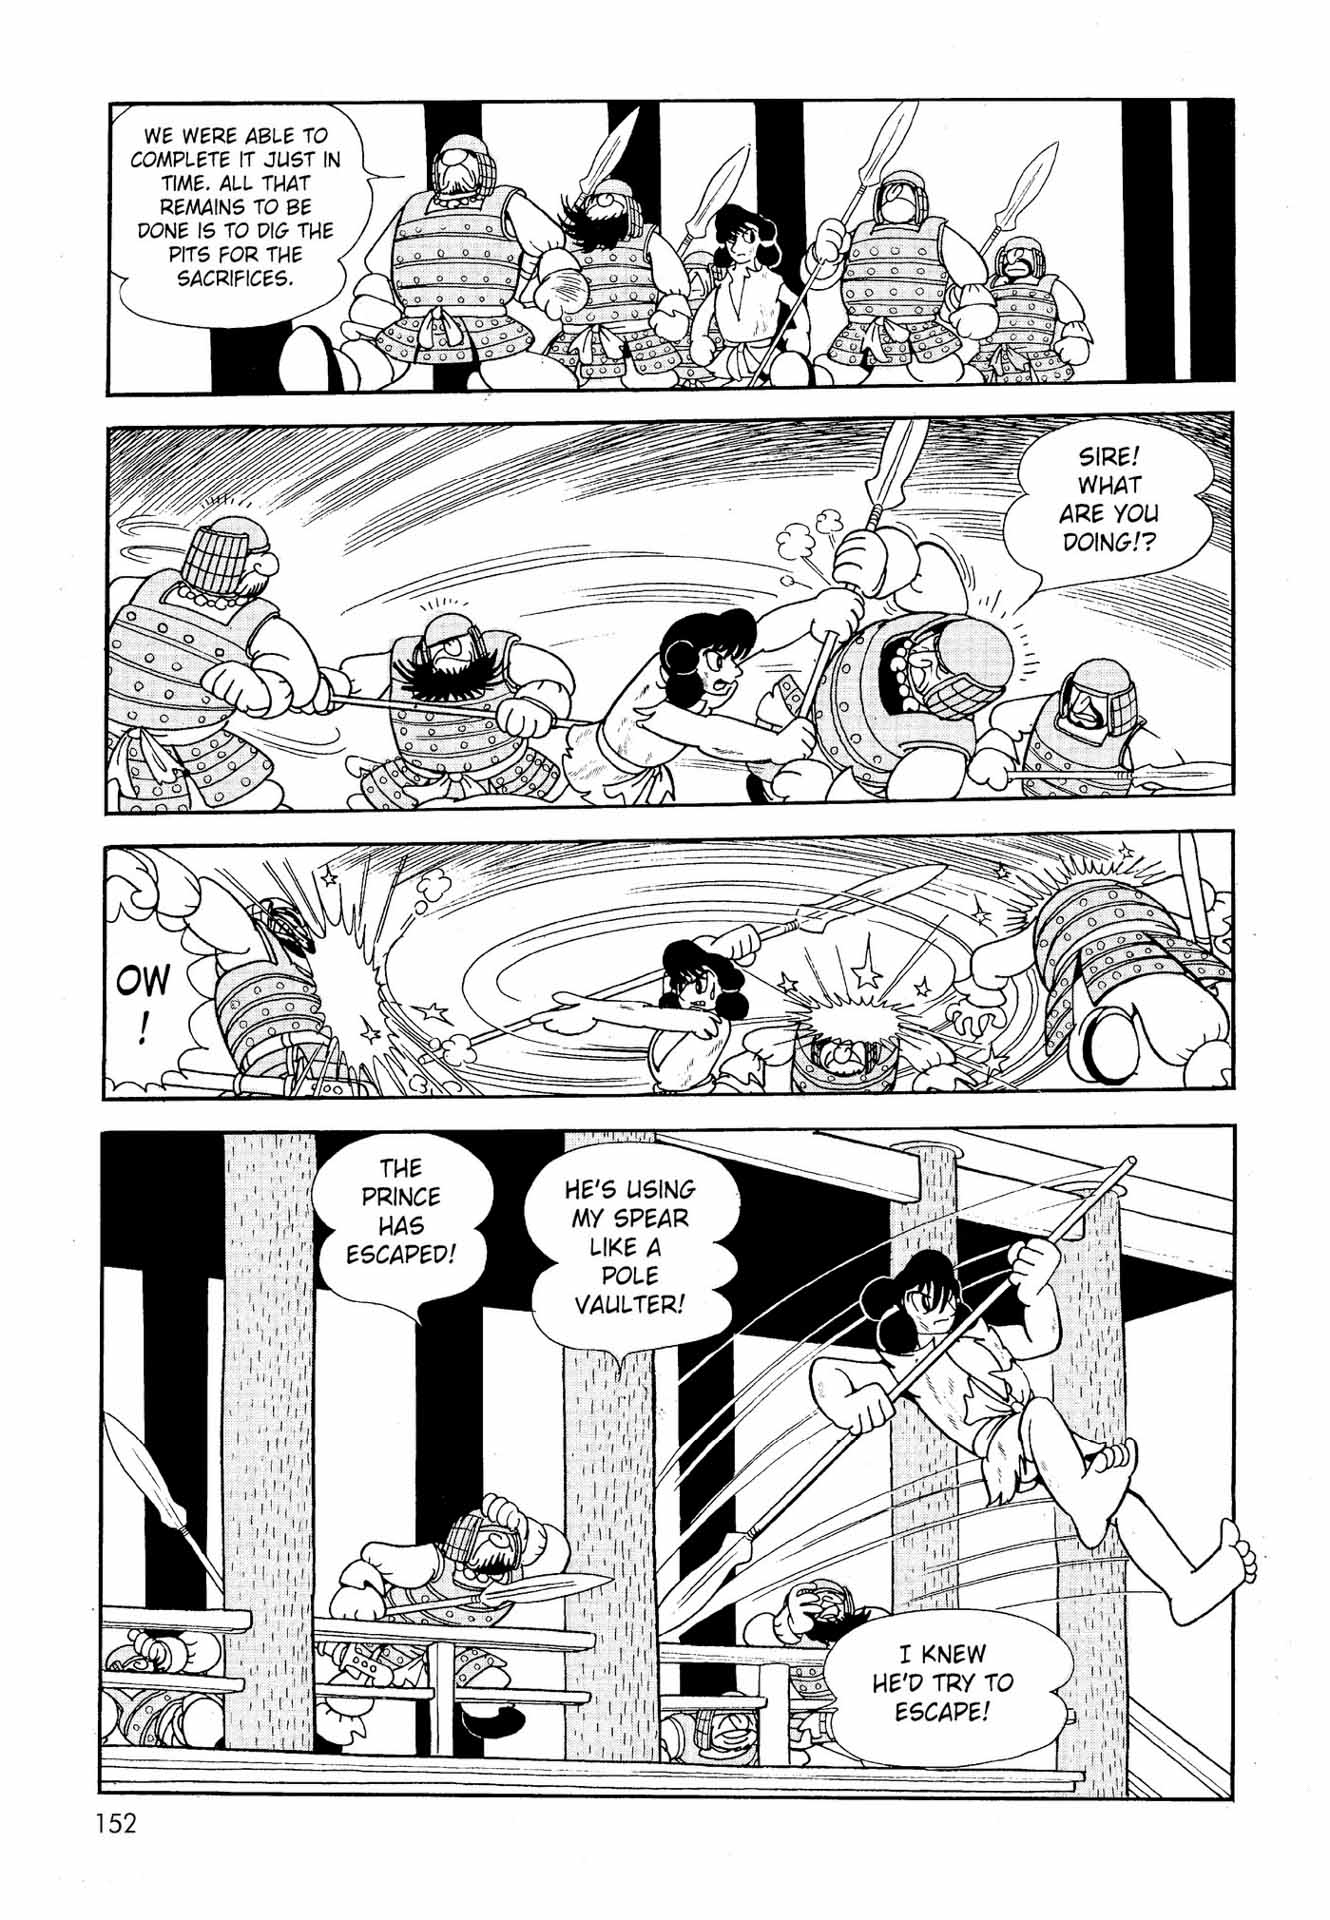 WE WERE ABLE TO
COMPLETE IT JUST IN
TIME. ALL THAT
REMAINS TO BE
DONE IS TO DIG THE
PITS FOR THE
SACRIFICES.
SIRE!
WHAT
ARE YOU
DOING!?
OW
!
THE
PRINCE
HAS
ESCAPED!
HE'S USING
MY SPEAR
LIKE A
POLE
VAULTER!
I KNEW
HE'D TRY TO
ESCAPE!
152